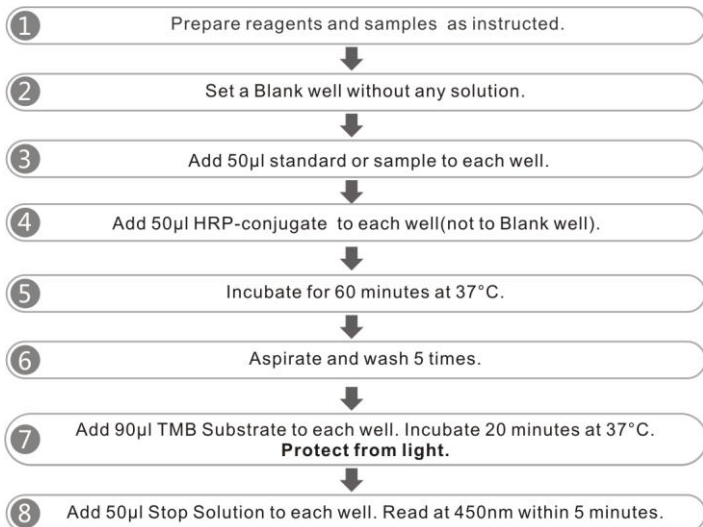 1 Prepare reagents and samples as instructed.
2 Set a Blank well without any solution.
3 Add 50μl standard or sample to each well.
4 Add 50μl HRP-conjugate to each well(not to Blank well).
5 Incubate for 60 minutes at 37°C.
6 Aspirate and wash 5 times.
7 Add 90μl TMB Substrate to each well. Incubate 20 minutes at 37°C.
Protect from light.
8 Add 50μl Stop Solution to each well. Read at 450nm within 5 minutes.